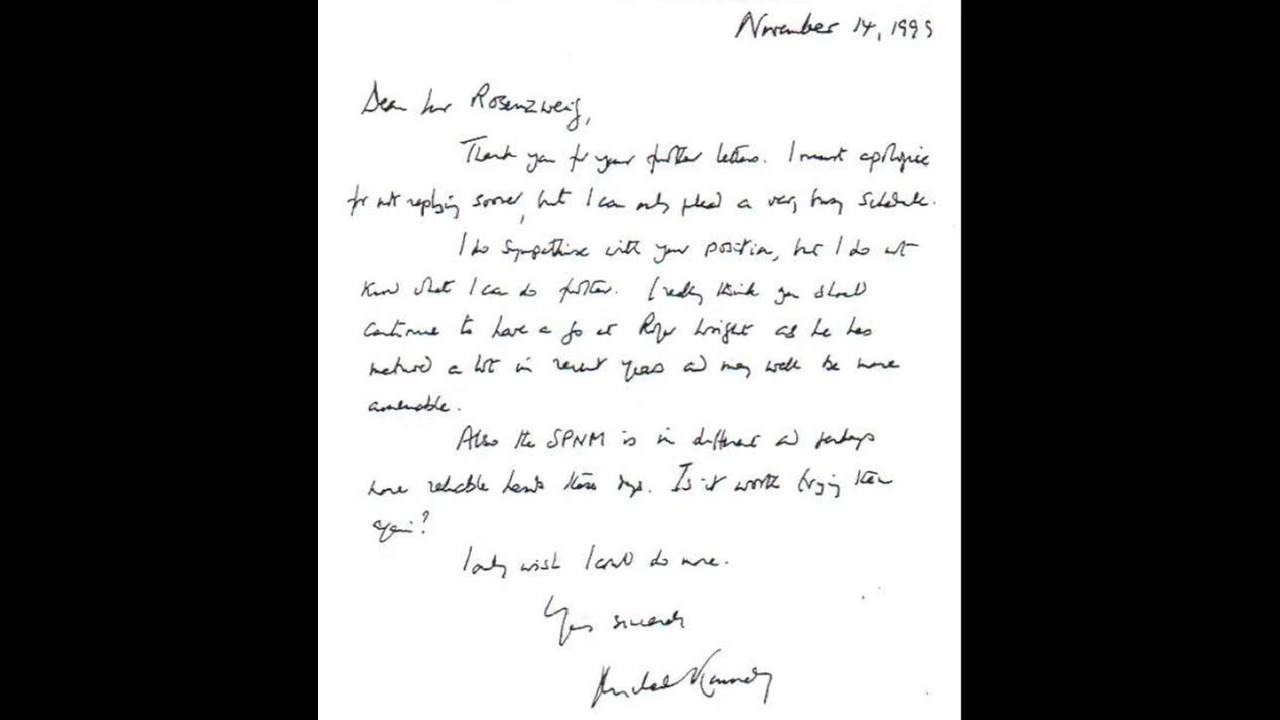 November 14, 1995
Dear Mr Rosenzweig,
Thank you for your further letters. I must apologise
for not replying sooner, but I can only plead a very busy schedule.
I do sympathise with your position, but I do not
know what I can do further. I really think you should
continue to have a go at Roger Wright as he has
matured a lot in recent years and may well be more
amenable.
Also the SPNM is in different and perhaps
more reliable hands these days. Is it worth trying them
again?
I only wish I could do more.
Yours sincerely
Michael Kennedy